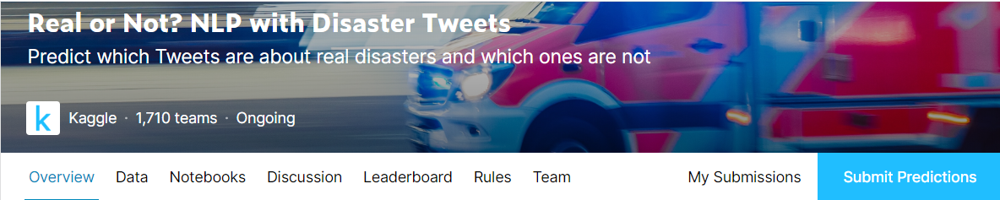 Real or Not? NLP with Disaster Tweets
Predict which Tweets are about real disasters and which ones are not
k Kaggle · 1,710 teams · Ongoing
Overview Data Notebooks Discussion Leaderboard Rules Team My Submissions Submit Predictions